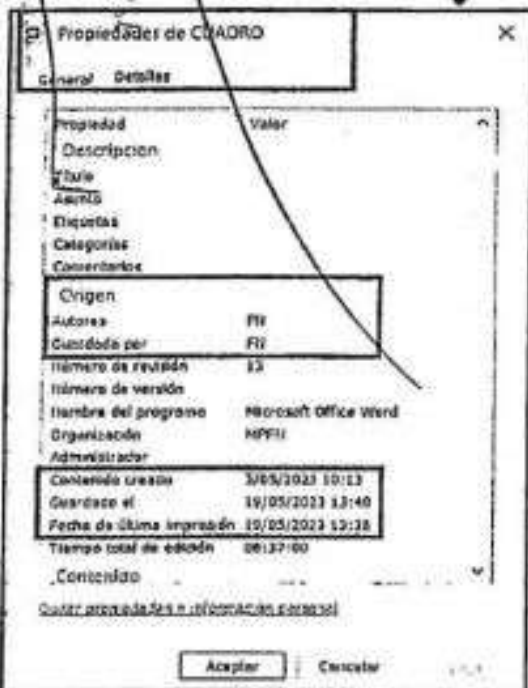 Propiedades de CUADRO
General Detalles
Propiedad Valor
Descripción
Título
Asunto
Etiquetas
Categorías
Comentarios
Origen
Autores FN
Guardado por FN
Número de revisión 13
Número de versión
Nombre del programa Microsoft Office Word
Organización
Administrador
Contenido creado 3/05/2023 10:13
Guardado el 19/05/2023 13:40
Fecha de última impresión 19/05/2023 13:38
Tiempo total de edición 06:37:00
Contenido
Quitar propiedades e información personal
Aceptar Cancelar